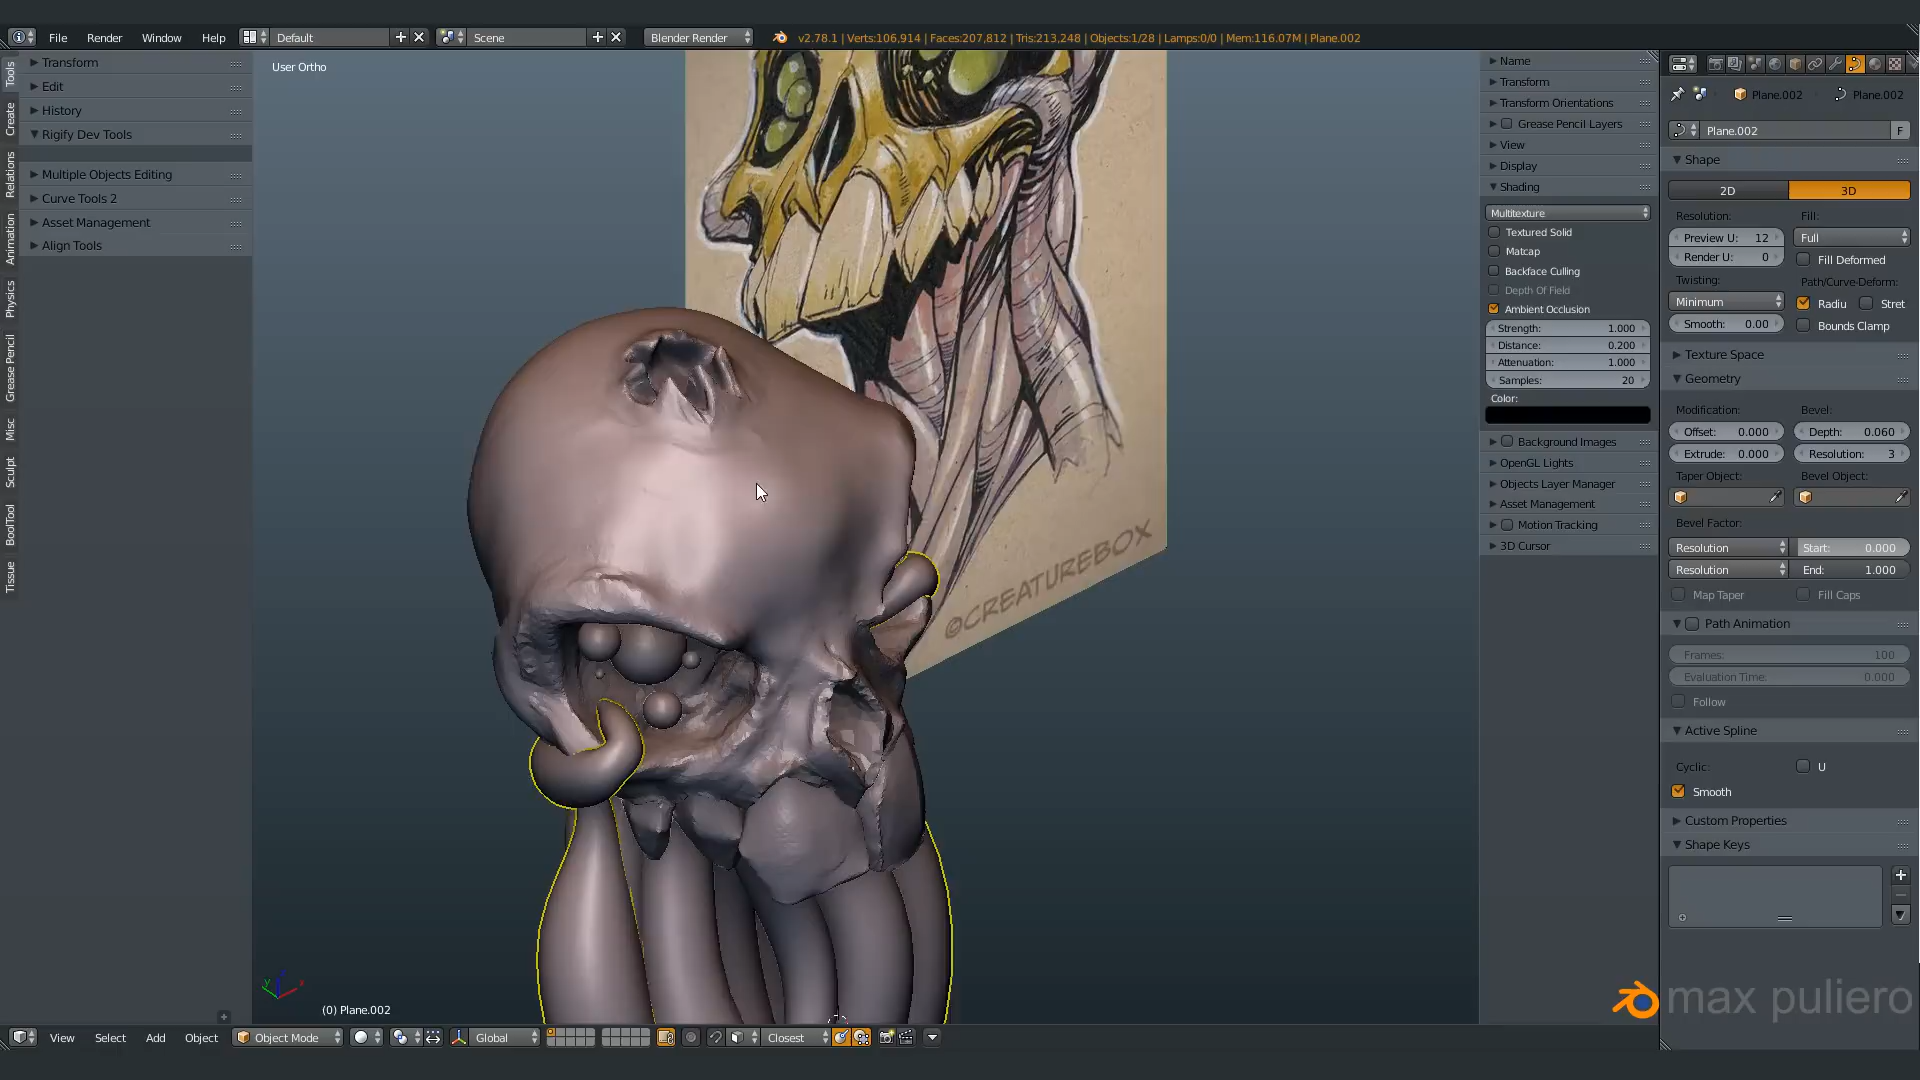 File Render Window Help Default Scene Blender Render v2.78.1 | Verts:106,914 | Faces:207,812 | Tris:213,248 | Objects:1/28 | Lamps:0/0 | Mem:116.07M | Plane.002
Tools
Create
Relations
Animation
Physics
Grease Pencil
Misc
Sculpt
BoolTool
Tissue
Transform
Edit
History
Rigify Dev Tools
Multiple Objects Editing
Curve Tools 2
Asset Management
Align Tools
User Ortho
©CREATUREBOX
(0) Plane.002
Name
Transform
Transform Orientations
Grease Pencil Layers
View
Display
Shading
Multitexture
Textured Solid
Matcap
Backface Culling
Depth Of Field
Ambient Occlusion
Strength: 1.000
Distance: 0.200
Attenuation: 1.000
Samples: 20
Color:
Background Images
OpenGL Lights
Objects Layer Manager
Asset Management
Motion Tracking
3D Cursor
Plane.002 Plane.002
Plane.002 F
Shape
2D 3D
Resolution: Fill:
Preview U: 12 Full
Render U: 0 Fill Deformed
Twisting: Path/Curve-Deform:
Minimum Radiu Stret
Smooth: 0.00 Bounds Clamp
Texture Space
Geometry
Modification: Bevel:
Offset: 0.000 Depth: 0.060
Extrude: 0.000 Resolution: 3
Taper Object: Bevel Object:
Bevel Factor:
Resolution Start: 0.000
Resolution End: 1.000
Map Taper Fill Caps
Path Animation
Frames: 100
Evaluation Time: 0.000
Follow
Active Spline
Cyclic: U
Smooth
Custom Properties
Shape Keys
max puliero
View Select Add Object Object Mode Global Closest